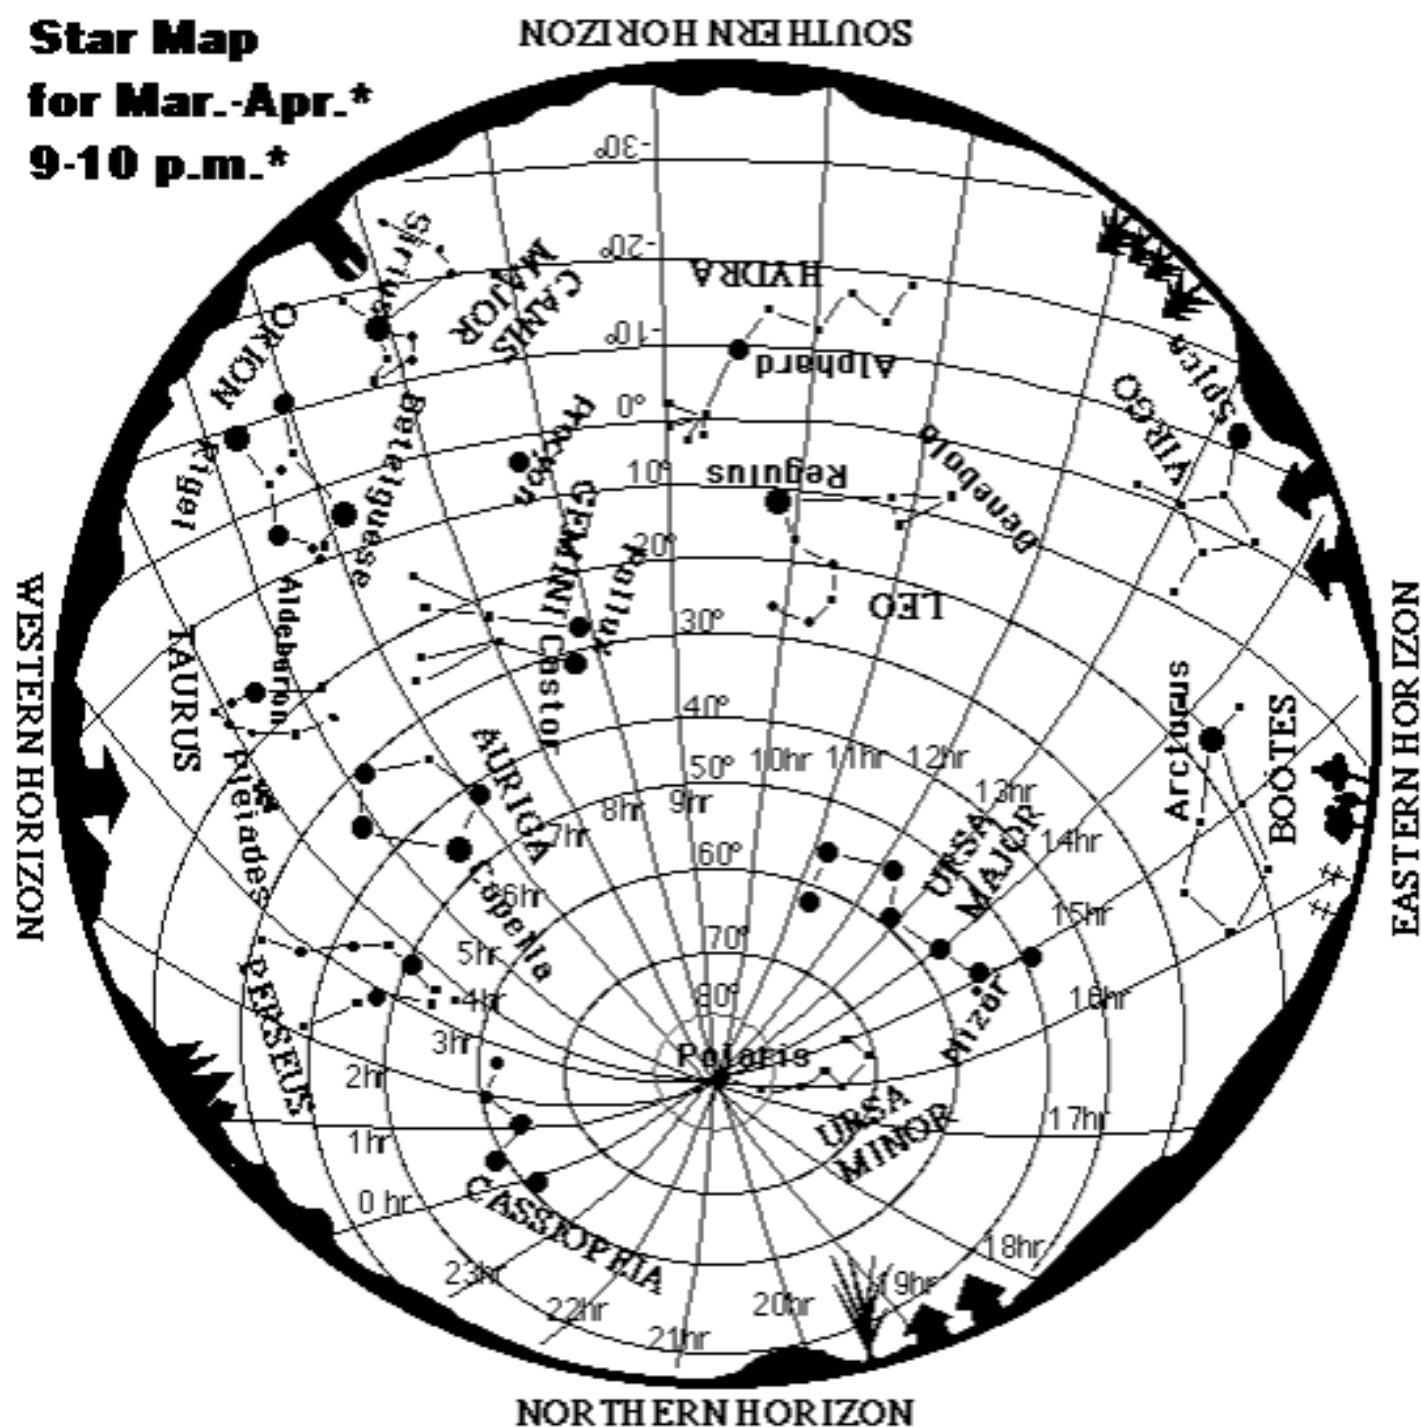 Star Map
for Mar.-Apr.*
9-10 p.m.*
SOUTHERN HORIZON
-30°
-20°
-10°
0°
10°
20°
30°
40°
50°
60°
70°
80°
Sirius
CANIS
MAJOR
HYDRA
Alphard
ORION
Rigel
Betelguese
Procyon
GEMINI
Pollux
Castor
Regulus
LEO
Denebola
VIRGO
Spica
WESTERN HORIZON
EASTERN HORIZON
TAURUS
Aldebaron
Pleiades
AURIGA
Capella
Arcturus
BOOTES
URSA
MAJOR
Mizor
PERSEUS
Polaris
URSA
MINOR
CASSIOPEIA
10hr
11hr
12hr
13hr
14hr
15hr
16hr
17hr
18hr
19hr
20hr
21hr
22hr
23hr
0 hr
1hr
2hr
3hr
4hr
5hr
6hr
7hr
8hr
9hr
NORTHERN HORIZON